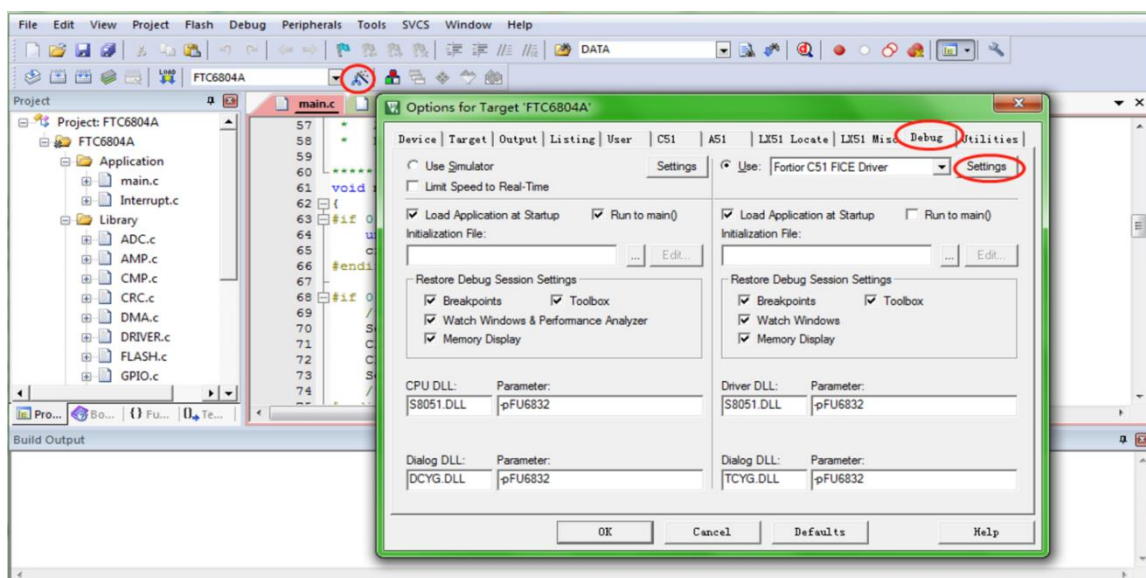 File Edit View Project Flash Debug Peripherals Tools SVCS Window Help
DATA
LOAD FTC6804A
Project
main.c
Project: FTC6804A
FTC6804A
Application
main.c
Interrupt.c
Library
ADC.c
AMP.c
CMP.c
CRC.c
DMA.c
DRIVER.c
FLASH.c
GPIO.c
Pro... Bo... {} Fu... Te...
57 *
58 *
59
60 *****
61 void
62 {
63 #if 0
64
65
66 #endi
67
68 #if 0
69 /
70 S
71 C
72 C
73 S
74 /
Options for Target 'FTC6804A'
Device Target Output Listing User C51 A51 LX51 Locate LX51 Misc Debug Utilities
Use Simulator Settings
Limit Speed to Real-Time
Use: Fortior C51 FICE Driver Settings
Load Application at Startup Run to main()
Initialization File:
... Edit...
Load Application at Startup Run to main()
Initialization File:
... Edit...
Restore Debug Session Settings
Breakpoints Toolbox
Watch Windows & Performance Analyzer
Memory Display
Restore Debug Session Settings
Breakpoints Toolbox
Watch Windows
Memory Display
CPU DLL: Parameter:
S8051.DLL -pFU6832
Driver DLL: Parameter:
S8051.DLL -pFU6832
Dialog DLL: Parameter:
DCYG.DLL -pFU6832
Dialog DLL: Parameter:
TCYG.DLL -pFU6832
OK Cancel Defaults Help
Build Output